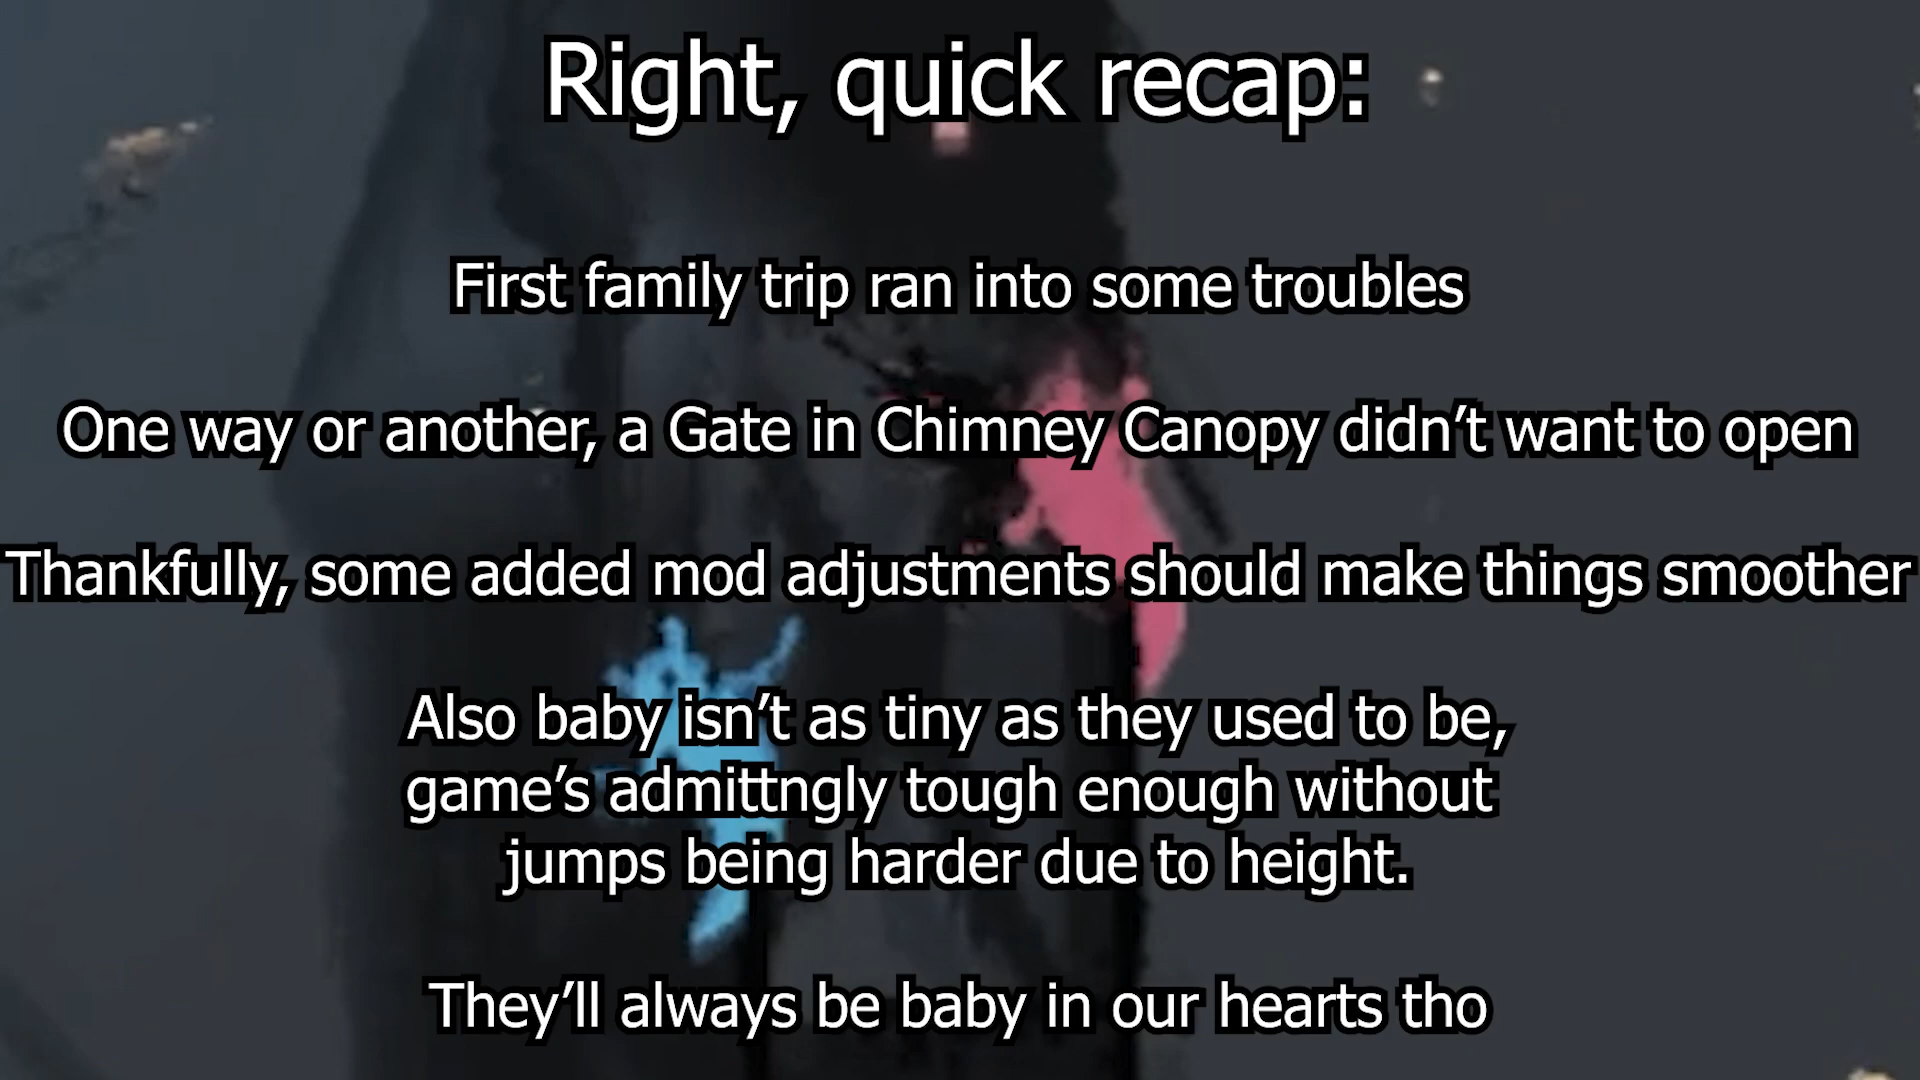 Right, quick recap:
First family trip ran into some troubles
One way or another, a Gate in Chimney Canopy didn’t want to open
Thankfully, some added mod adjustments should make things smoother
Also baby isn’t as tiny as they used to be,
game’s admittngly tough enough without
jumps being harder due to height.
They’ll always be baby in our hearts tho